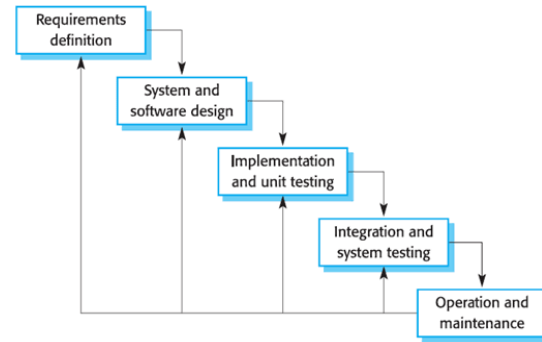 Requirements
definition
System and
software design
Implementation
and unit testing
Integration and
system testing
Operation and
maintenance